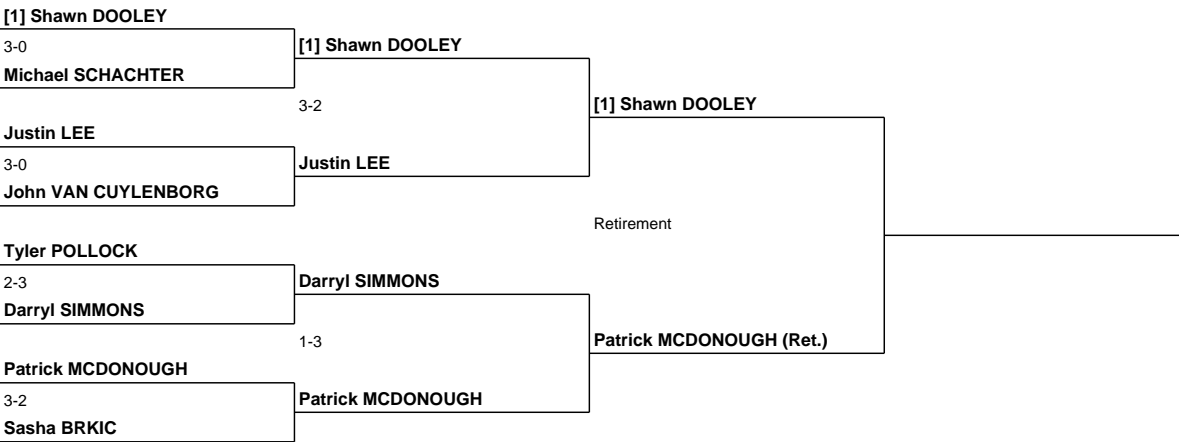 [1] Shawn DOOLEY
3-0
Michael SCHACHTER
[1] Shawn DOOLEY
3-2
Justin LEE
3-0
John VAN CUYLENBORG
Justin LEE
[1] Shawn DOOLEY
Retirement
Tyler POLLOCK
2-3
Darryl SIMMONS
Darryl SIMMONS
1-3
Patrick MCDONOUGH
3-2
Sasha BRKIC
Patrick MCDONOUGH
Patrick MCDONOUGH (Ret.)